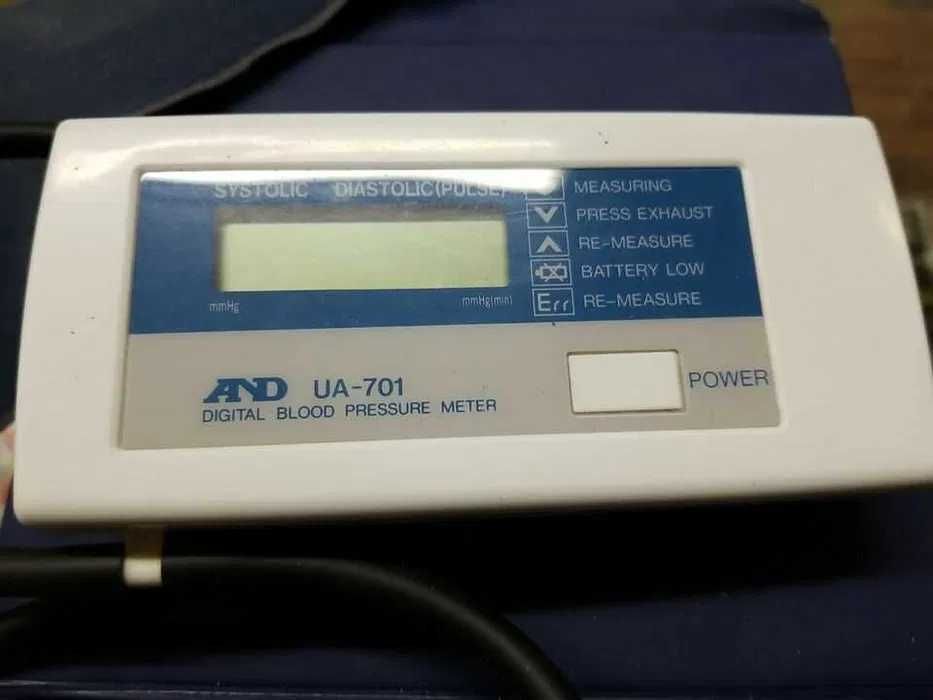 SYSTOLIC DIASTOLIC(PULSE)
MEASURING
PRESS EXHAUST
RE-MEASURE
BATTERY LOW
Err RE-MEASURE
mmHg mmHg(min)
AND UA-701
DIGITAL BLOOD PRESSURE METER
POWER